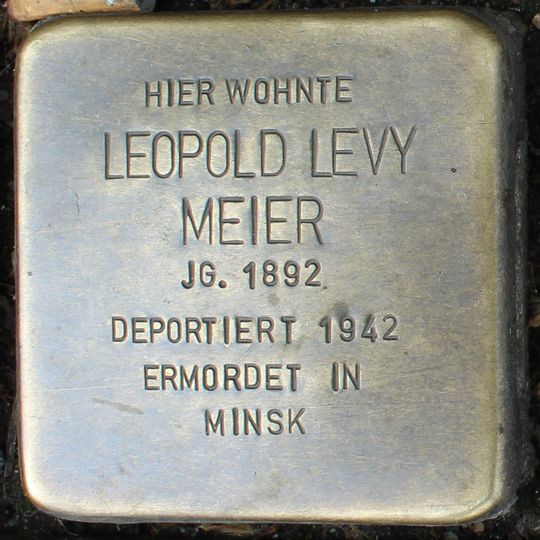 HIER WOHNTE
LEOPOLD LEVY
MEIER
JG. 1892
DEPORTIERT 1942
ERMORDET IN
MINSK